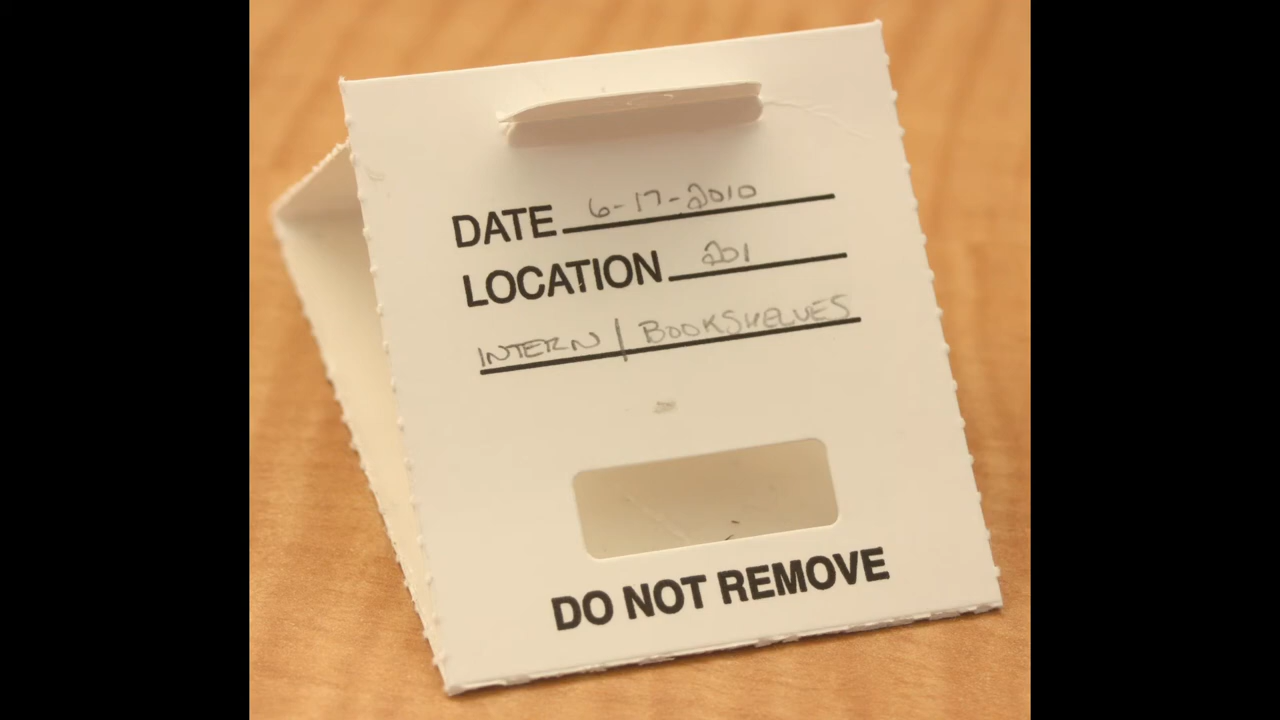 DATE 6-17-2010
LOCATION 201
INTERN | BOOKSHELVES
DO NOT REMOVE